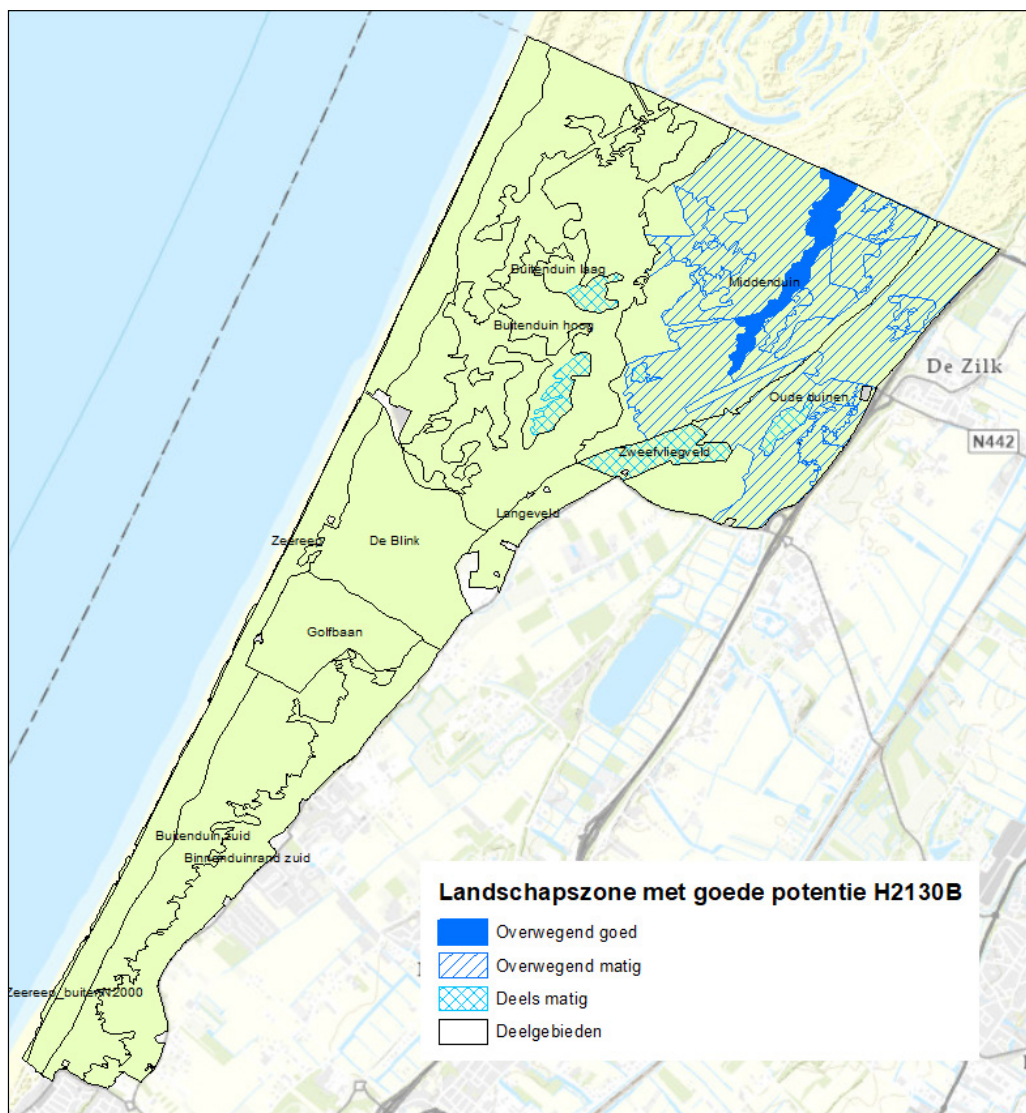 Buitenduin laag
Middenduin
Buitenduin hoog
De Zilk
Oude duinen
N442
Zweefvliegveld
Langeveld
Zeereep
De Blink
Golfbaan
Buitenduin zuid
Binnenduinrand zuid
Zeereep_buitenN2000
Landschapszone met goede potentie H2130B
Overwegend goed
Overwegend matig
Deels matig
Deelgebieden